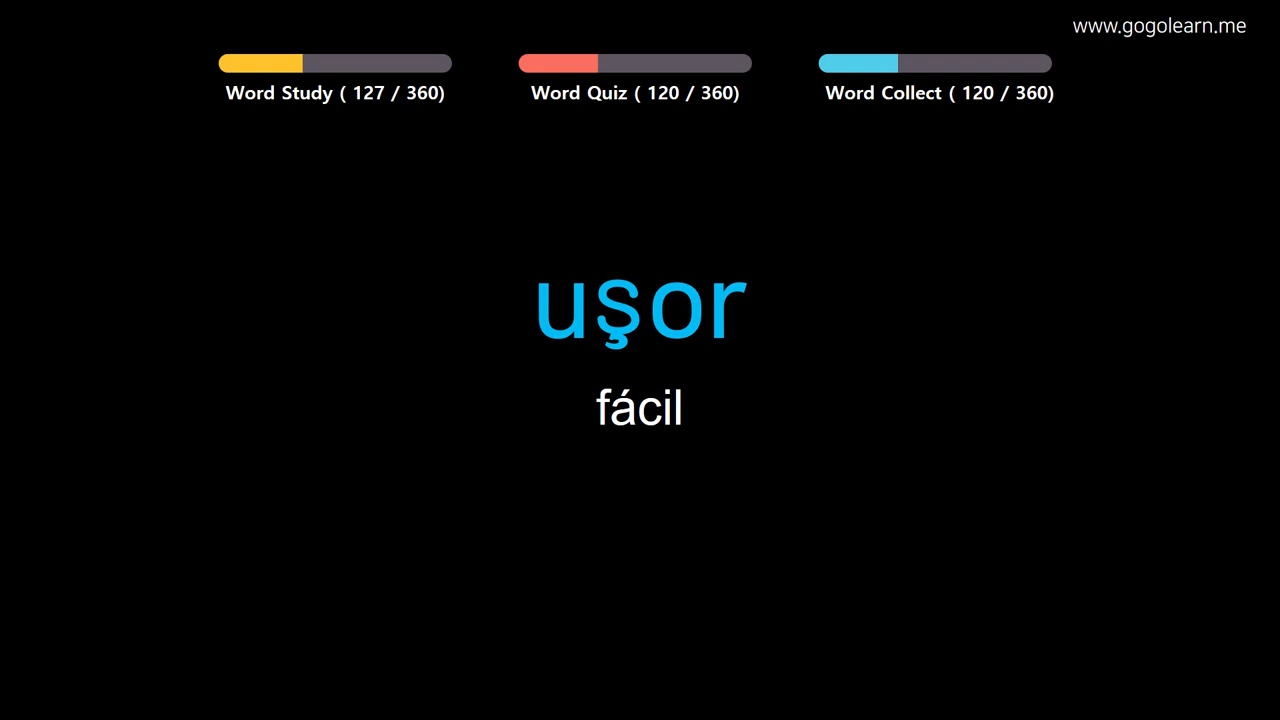 www.gogolearn.me
Word Study ( 127 / 360)
Word Quiz ( 120 / 360)
Word Collect ( 120 / 360)
uşor
fácil